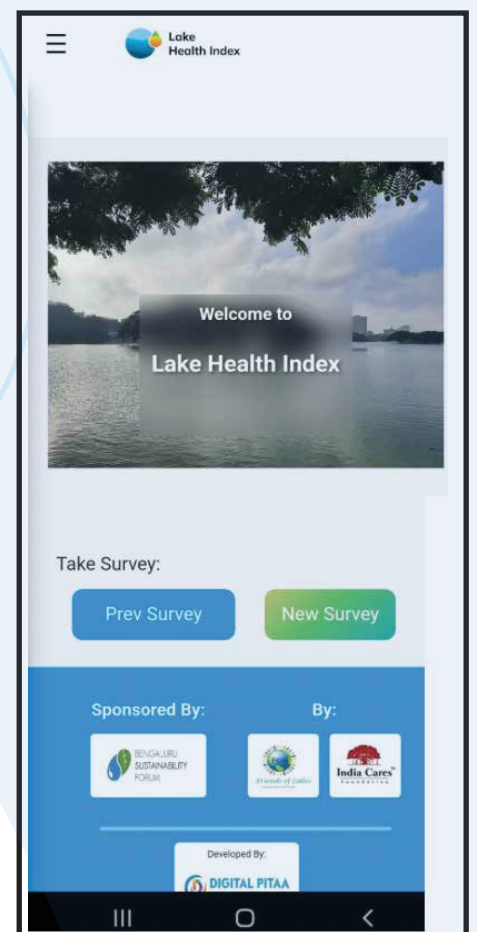 Lake
Health Index
Welcome to
Lake Health Index
Take Survey:
Prev Survey
New Survey
Sponsored By:
By:
BENGALURU
SUSTAINABILITY
FORUM
Friends of Lakes
India Cares
Foundation
Developed By:
DIGITAL PITAA